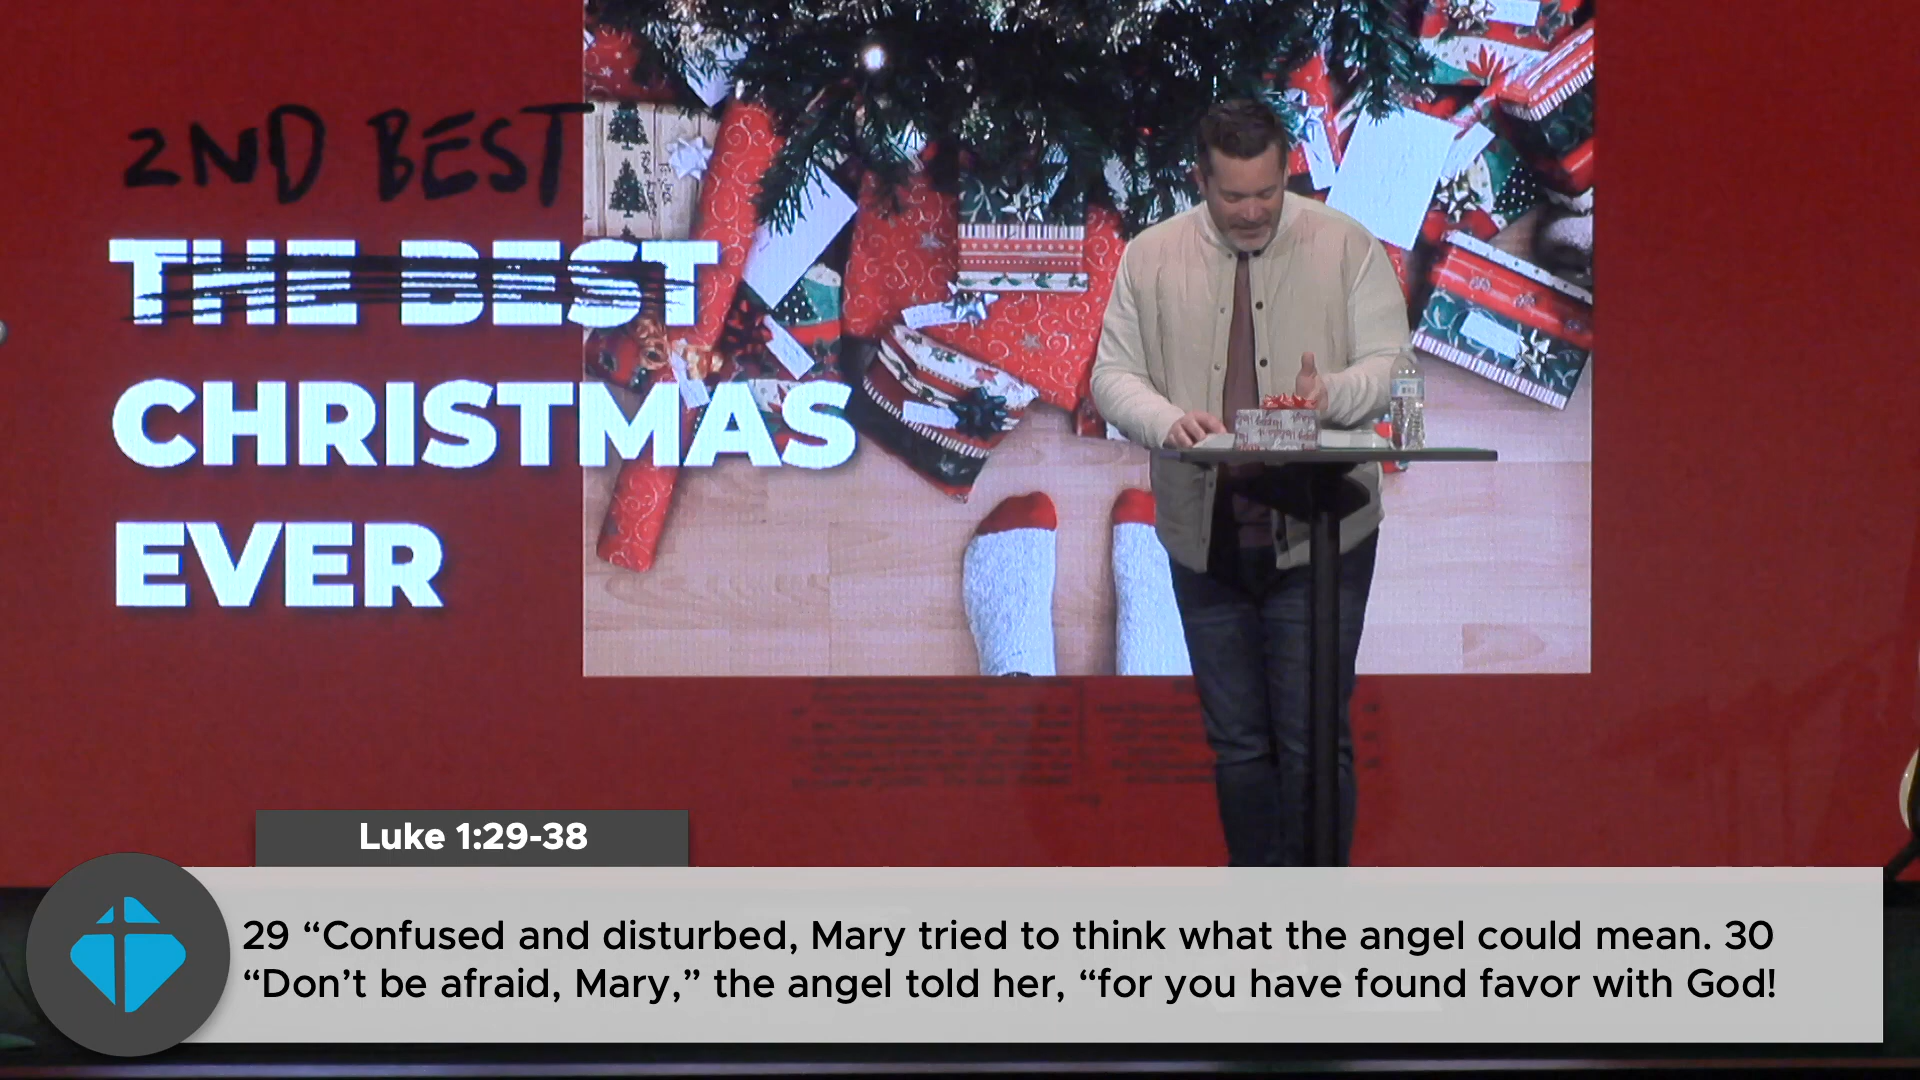 2ND BEST
THE BEST
CHRISTMAS
EVER
Luke 1:29-38
29 “Confused and disturbed, Mary tried to think what the angel could mean. 30
“Don’t be afraid, Mary,” the angel told her, “for you have found favor with God!